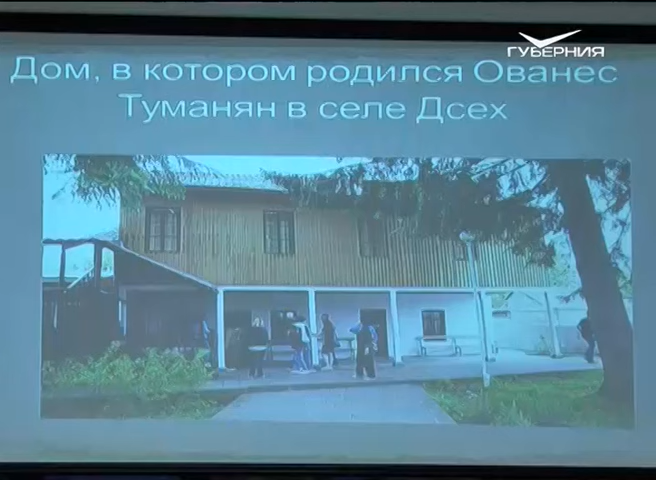 ГУБЕРНИЯ
Дом, в котором родился Ованес
Туманян в селе Дсех